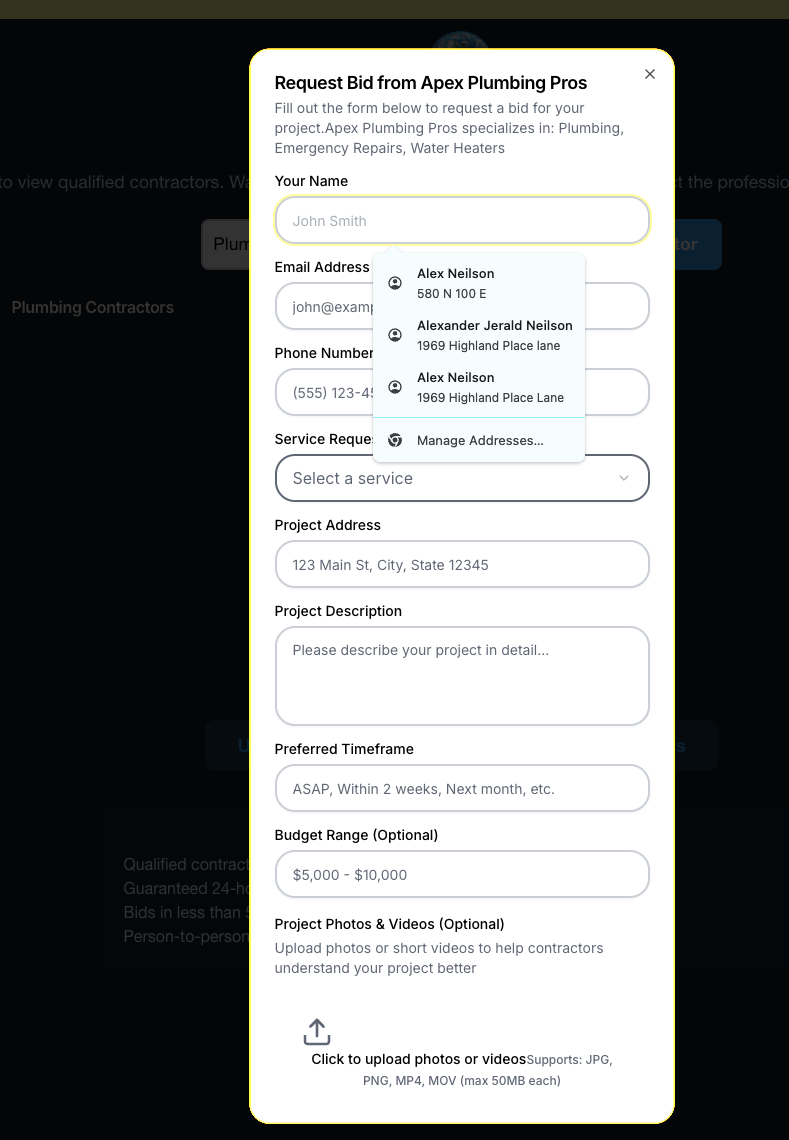 Request Bid from Apex Plumbing Pros
Fill out the form below to request a bid for your
project.Apex Plumbing Pros specializes in: Plumbing,
Emergency Repairs, Water Heaters
to view qualified contractors. Wa
ct the professio
Your Name
John Smith
Plum
tor
Email Address
john@examp
Alex Neilson
580 N 100 E
Alexander Jerald Neilson
1969 Highland Place lane
Alex Neilson
1969 Highland Place Lane
Manage Addresses...
Plumbing Contractors
Phone Number
(555) 123-45
Service Reques
Select a service
Project Address
123 Main St, City, State 12345
Project Description
Please describe your project in detail...
Preferred Timeframe
ASAP, Within 2 weeks, Next month, etc.
U
s
Budget Range (Optional)
$5,000 - $10,000
Qualified contract
Guaranteed 24-ho
Bids in less than 5
Person-to-person
Project Photos & Videos (Optional)
Upload photos or short videos to help contractors
understand your project better
Click to upload photos or videosSupports: JPG,
PNG, MP4, MOV (max 50MB each)